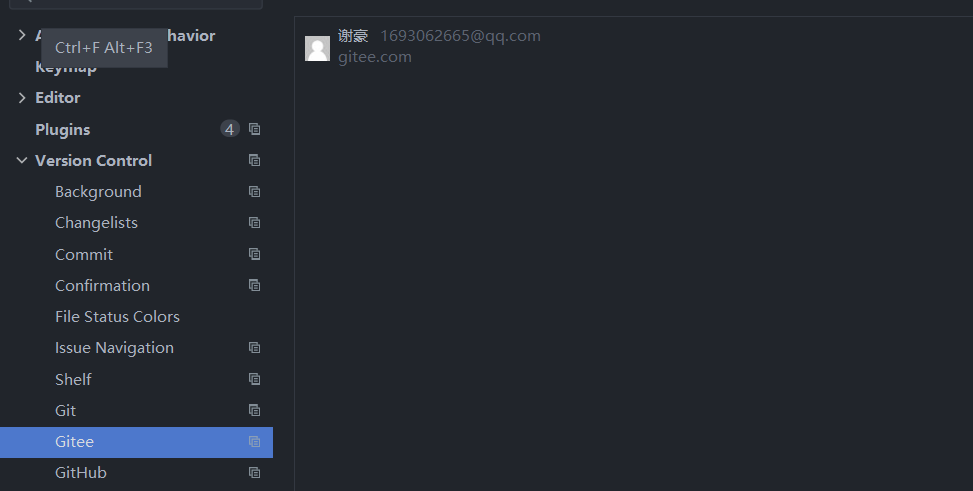 Ctrl+F Alt+F3
havior
Keymap
Editor
Plugins 4
Version Control
Background
Changelists
Commit
Confirmation
File Status Colors
Issue Navigation
Shelf
Git
Gitee
GitHub
谢豪 1693062665@qq.com
gitee.com